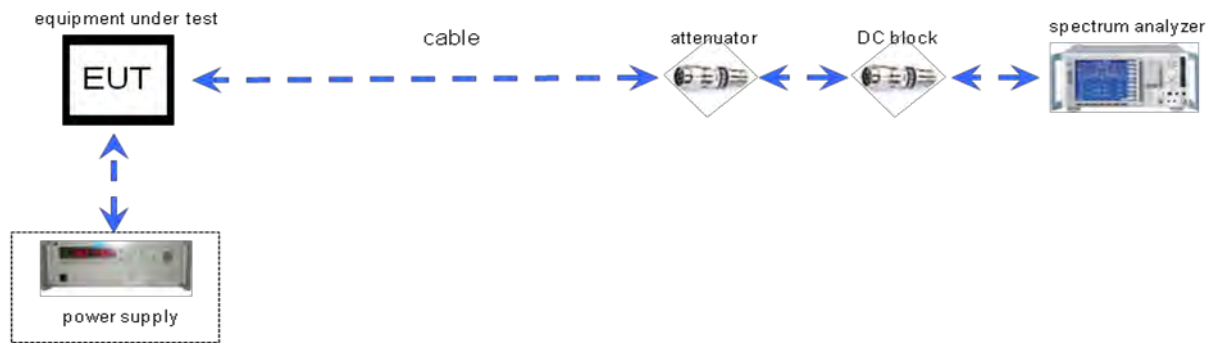 equipment under test
EUT
cable
attenuator
DC block
spectrum analyzer
power supply